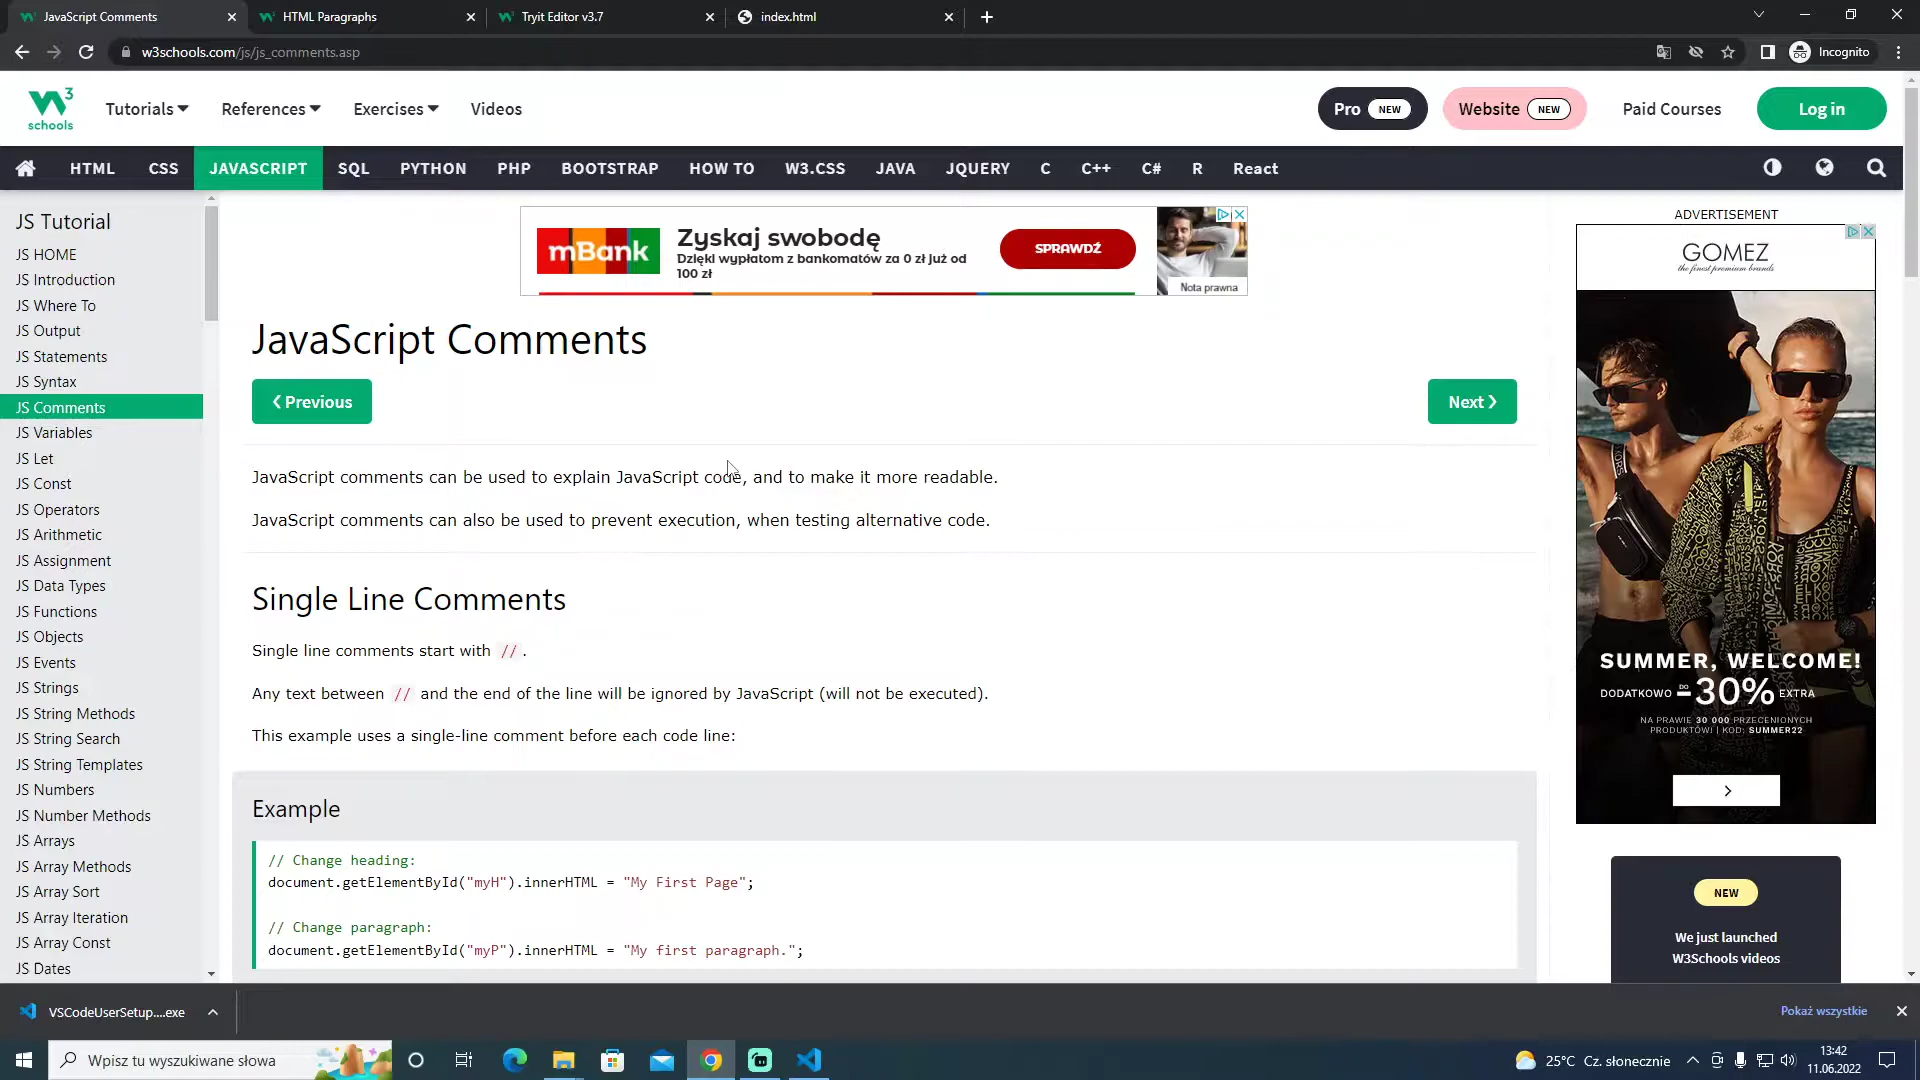 JavaScript Comments
HTML Paragraphs
Tryit Editor v3.7
index.html
w3schools.com/js/js_comments.asp
Incognito
3
schools
Tutorials
References
Exercises
Videos
Pro NEW
Website NEW
Paid Courses
Log in
HTML
CSS
JAVASCRIPT
SQL
PYTHON
PHP
BOOTSTRAP
HOW TO
W3.CSS
JAVA
JQUERY
C
C++
C#
R
React
JS Tutorial
JS HOME
JS Introduction
JS Where To
JS Output
JS Statements
JS Syntax
JS Comments
JS Variables
JS Let
JS Const
JS Operators
JS Arithmetic
JS Assignment
JS Data Types
JS Functions
JS Objects
JS Events
JS Strings
JS String Methods
JS String Search
JS String Templates
JS Numbers
JS Number Methods
JS Arrays
JS Array Methods
JS Array Sort
JS Array Iteration
JS Array Const
JS Dates
mBank
Zyskaj swobodę
Dzięki wypłatom z bankomatów za 0 zł już od
100 zł
SPRAWDŹ
Nota prawna
JavaScript Comments
❮ Previous
Next ❯
JavaScript comments can be used to explain JavaScript code, and to make it more readable.
JavaScript comments can also be used to prevent execution, when testing alternative code.
Single Line Comments
Single line comments start with //.
Any text between // and the end of the line will be ignored by JavaScript (will not be executed).
This example uses a single-line comment before each code line:
Example
// Change heading:
document.getElementById("myH").innerHTML = "My First Page";
// Change paragraph:
document.getElementById("myP").innerHTML = "My first paragraph.";
ADVERTISEMENT
GOMEZ
the finest premium brands
SUMMER, WELCOME!
DODATKOWO DO -30% EXTRA
NA PRAWIE 30 000 PRZECENIONYCH
PRODUKTÓW! | KOD: SUMMER22
NEW
We just launched
W3Schools videos
VSCodeUserSetup....exe
Pokaż wszystkie
Wpisz tu wyszukiwane słowa
25°C Cz. słonecznie
13:42
11.06.2022